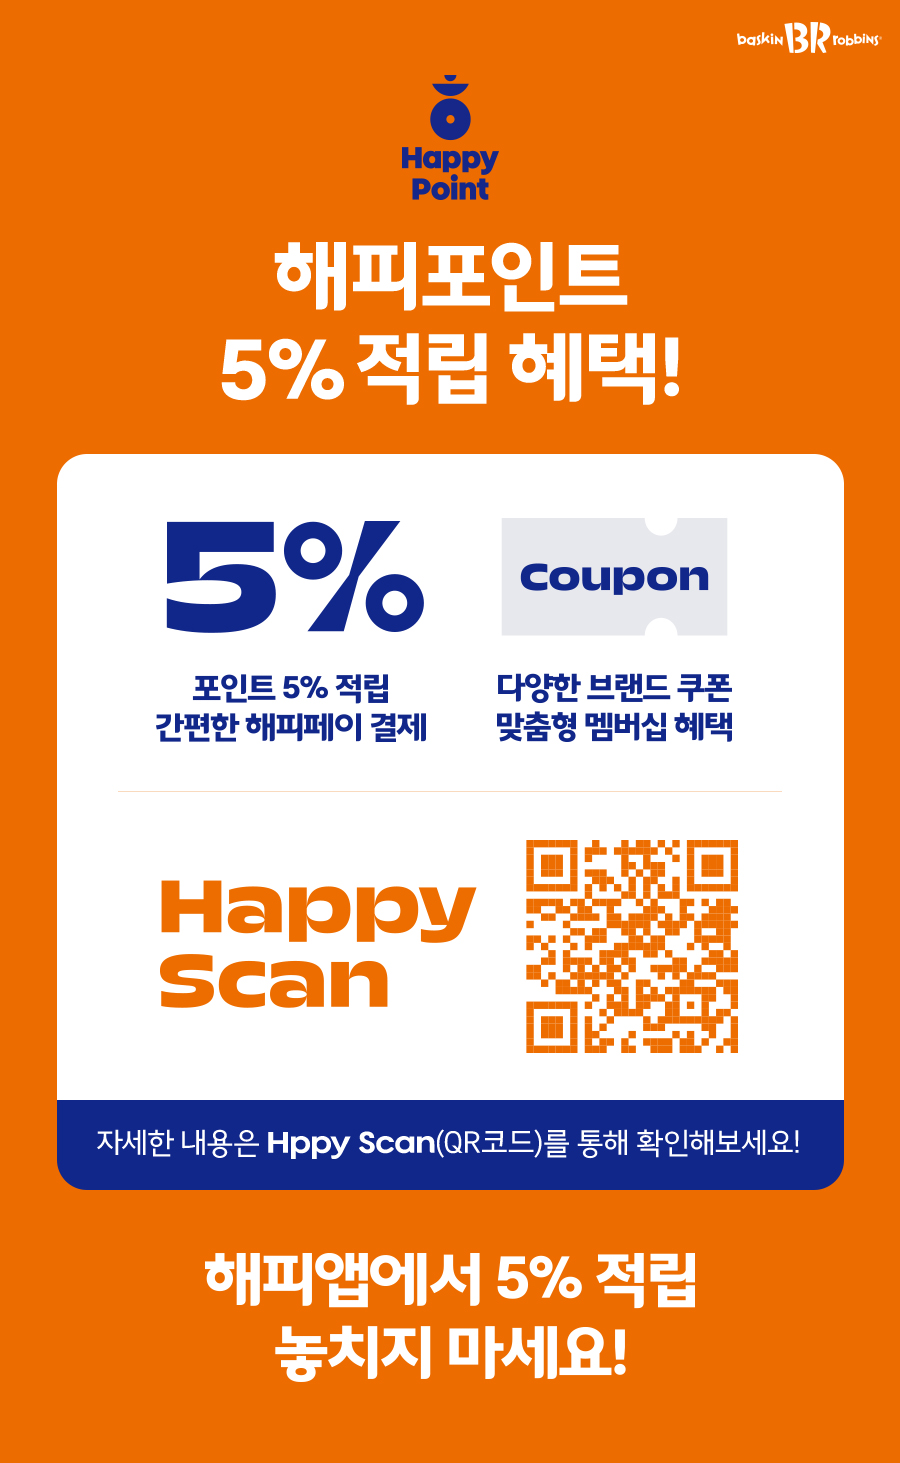 baskin BR robbins
Happy
Point
해피포인트
5% 적립 혜택!
5%
Coupon
포인트 5% 적립
간편한 해피페이 결제
다양한 브랜드 쿠폰
맞춤형 멤버십 혜택
Happy
Scan
자세한 내용은 Hppy Scan(QR코드)를 통해 확인해보세요!
해피앱에서 5% 적립
놓치지 마세요!